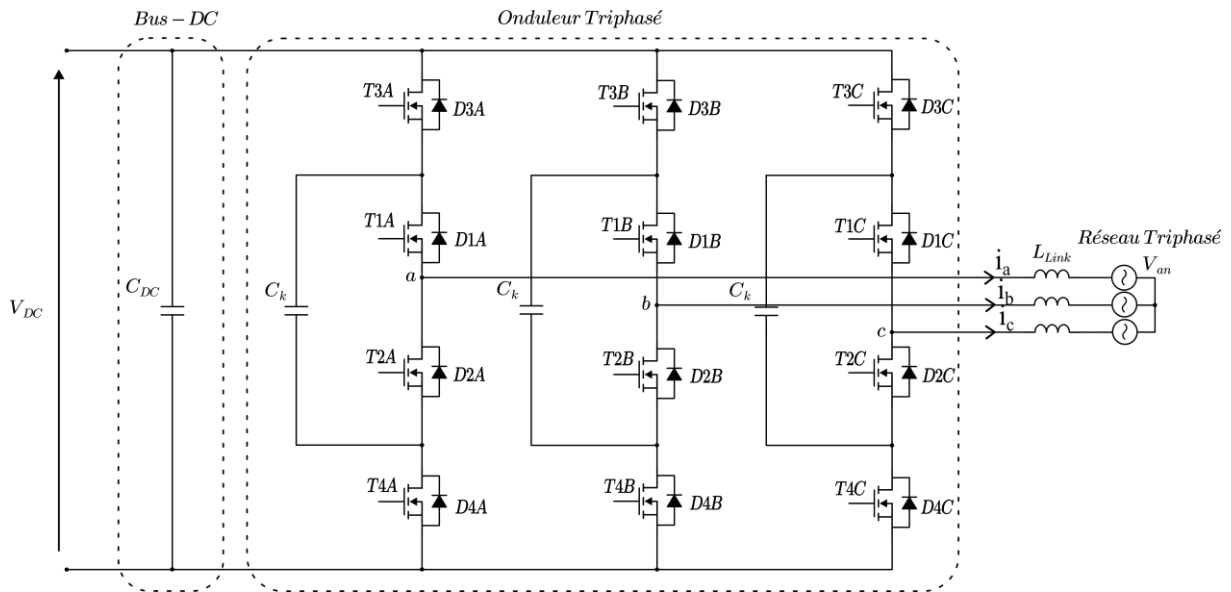 Bus − DC
Onduleur Triphasé
T3A
D3A
T3B
D3B
T3C
D3C
T1A
D1A
T1B
D1B
T1C
D1C
Réseau Triphasé
a
i_a
L_Link
V_an
V_DC
C_DC
C_k
C_k
C_k
b
i_b
c
i_c
T2A
D2A
T2B
D2B
T2C
D2C
T4A
D4A
T4B
D4B
T4C
D4C